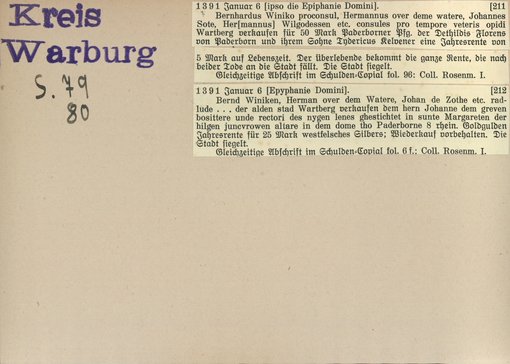 Kreis
Warburg
S. 79
80
1391 Januar 6 [ipso die Epiphanie Domini]. [211
Bernhardus Winiko proconsul, Hermannus over deme watere, Johannes
Sote, Her[mannus] Wilgodessen etc. consules pro tempore veteris opidi
Wartberg verkaufen für 50 Mark Paderborner Pfg. der Dethildis Florens
von Paderborn und ihrem Sohne Tydericus Kelvener eine Jahresrente von
5 Mark auf Lebenszeit. Der Überlebende bekommt die ganze Rente, die nach
beider Tode an die Stadt fällt. Die Stadt siegelt.
Gleichzeitige Abschrift im Schulden-Copial fol. 96: Coll. Rosenm. I.
1391 Januar 6 [Epyphanie Domini]. [212
Bernd Winiken, Herman over dem Watere, Johan de Zothe etc. rad-
lude . . . der alden stad Wartberg verkaufen dem hern Johanne dem greven
bosittere unde rectori des nygen lenes ghestichtet in sunte Margareten der
hilgen juncvrowen altare in dem dome tho Paderborne 8 rhein. Goldgulden
Jahresrente für 25 Mark westfelsches Silbers; Wiederkauf vorbehalten. Die
Stadt siegelt.
Gleichzeitige Abschrift im Schulden-Copial fol. 6 f.; Coll. Rosenm. I.